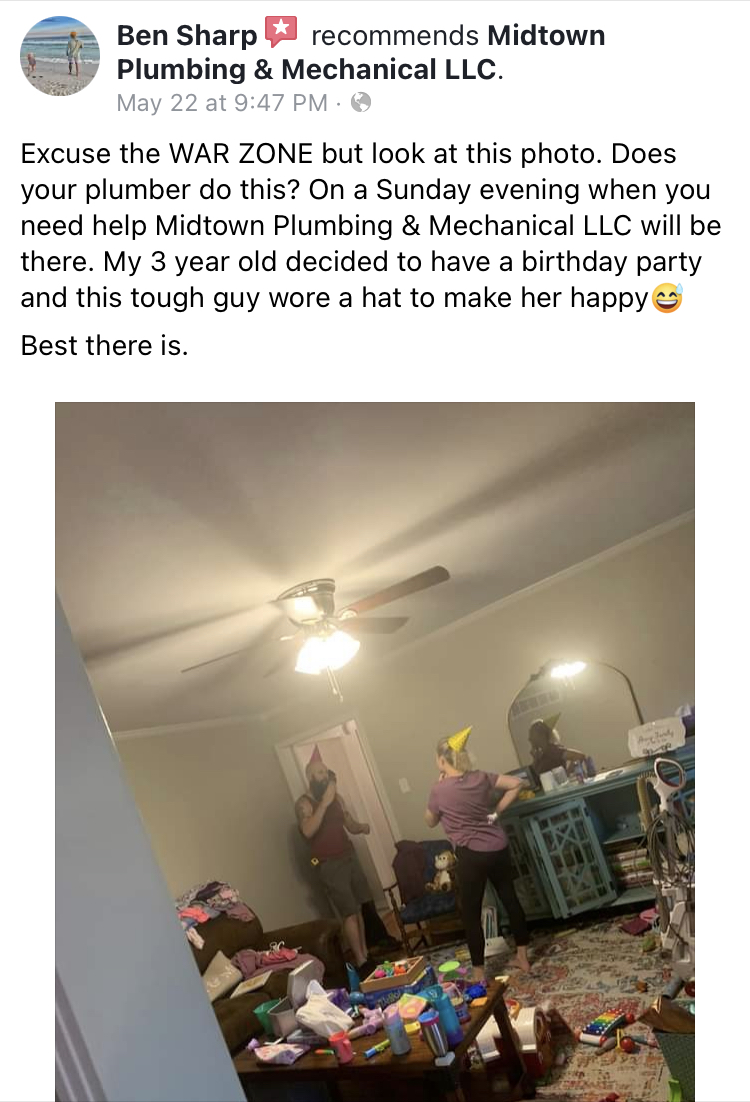 Ben Sharp recommends Midtown
Plumbing & Mechanical LLC.
May 22 at 9:47 PM ·
Excuse the WAR ZONE but look at this photo. Does
your plumber do this? On a Sunday evening when you
need help Midtown Plumbing & Mechanical LLC will be
there. My 3 year old decided to have a birthday party
and this tough guy wore a hat to make her happy😅
Best there is.